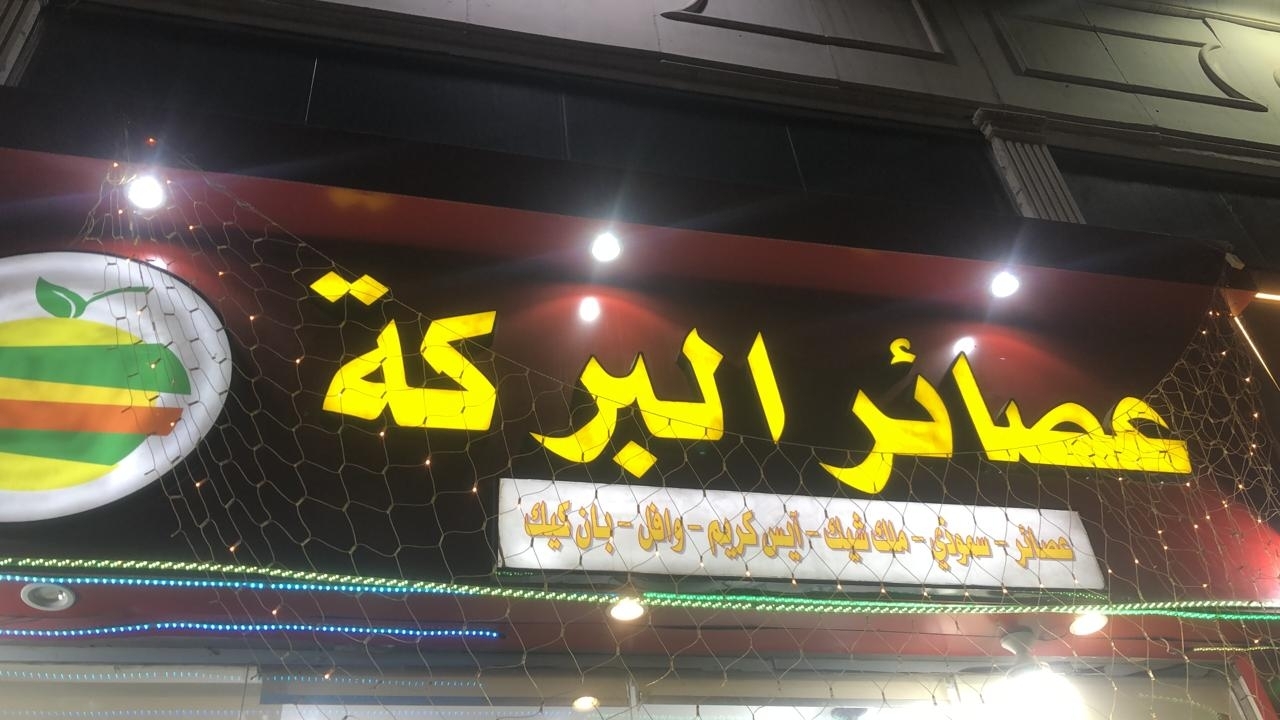 عصائر البركة
عصائر - سموذي - ملك شيك - آيس كريم - وافل - بان كيك